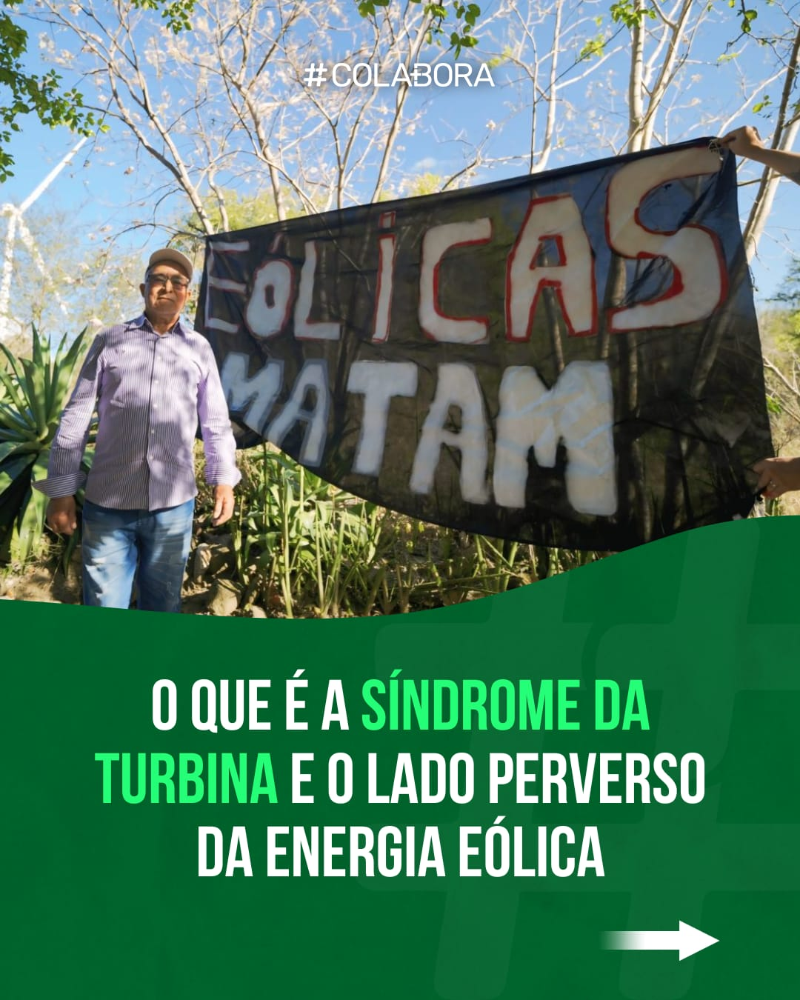 #COLABORA
EÓLiCAS
MATAM
O QUE É A SÍNDROME DA
TURBINA E O LADO PERVERSO
DA ENERGIA EÓLICA